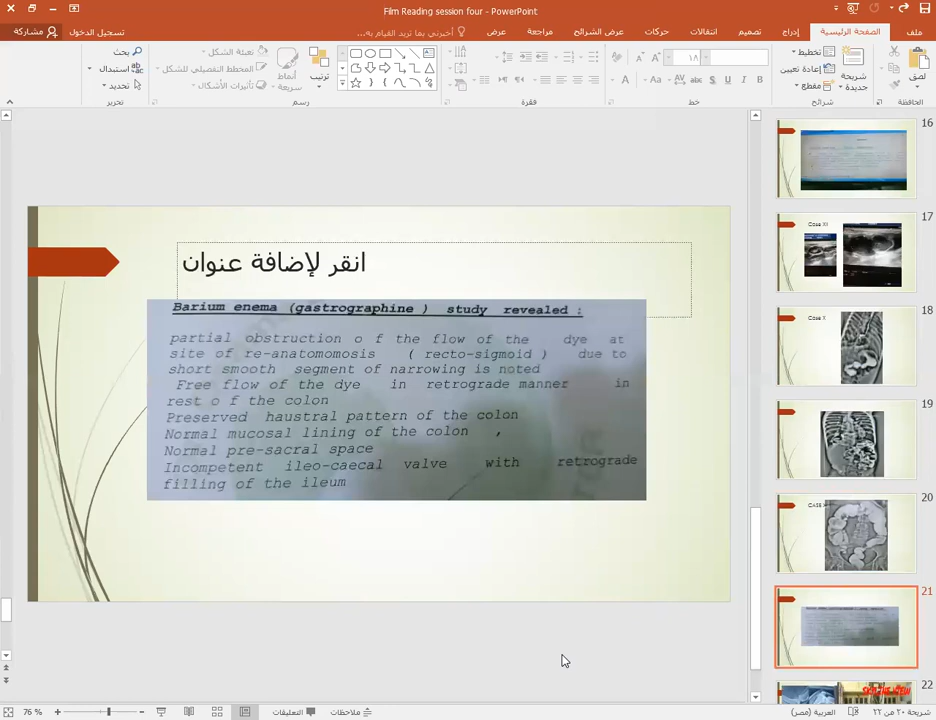 Film Reading session four - PowerPoint
ملف
الصفحة الرئيسية
إدراج
تصميم
انتقالات
حركات
عرض الشرائح
مراجعة
عرض
أخبرني بما تريد القيام به...
تسجيل الدخول
مشاركة
لصق
الحافظة
شريحة جديدة
تخطيط
إعادة تعيين
مقطع
شرائح
١٨
خط
فقرة
ترتيب
أنماط سريعة
تعبئة الشكل
المخطط التفصيلي للشكل
تأثيرات الأشكال
رسم
بحث
استبدال
تحديد
تحرير
انقر لإضافة عنوان
Barium enema (gastrographine ) study revealed :
partial obstruction o f the flow of the dye at
site of re-anatomomosis ( recto-sigmoid ) due to
short smooth segment of narrowing is noted
Free flow of the dye in retrograde manner in
rest o f the colon
Preserved haustral pattern of the colon
Normal mucosal lining of the colon ,
Normal pre-sacral space
Incompetent ileo-caecal valve with retrograde
filling of the ileum
16
17
Case XI
18
Case X
19
20
21
22
شريحة ٢٠ من ٢٢
العربية (مصر)
ملاحظات
التعليقات
76 %